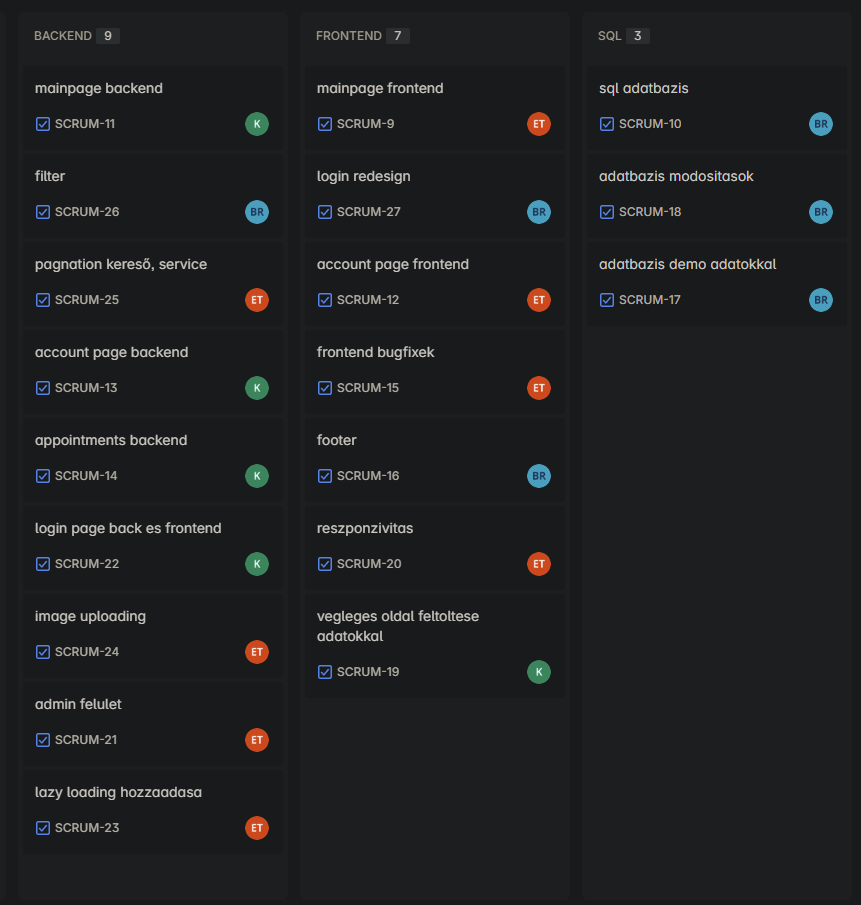 BACKEND 9
mainpage backend
SCRUM-11 K
filter
SCRUM-26 BR
pagnation kereső, service
SCRUM-25 ET
account page backend
SCRUM-13 K
appointments backend
SCRUM-14 K
login page back es frontend
SCRUM-22 K
image uploading
SCRUM-24 ET
admin felulet
SCRUM-21 ET
lazy loading hozzaadasa
SCRUM-23 ET
FRONTEND 7
mainpage frontend
SCRUM-9 ET
login redesign
SCRUM-27 BR
account page frontend
SCRUM-12 ET
frontend bugfixek
SCRUM-15 ET
footer
SCRUM-16 BR
reszponzivitas
SCRUM-20 ET
vegleges oldal feltoltese
adatokkal
SCRUM-19 K
SQL 3
sql adatbazis
SCRUM-10 BR
adatbazis modositasok
SCRUM-18 BR
adatbazis demo adatokkal
SCRUM-17 BR